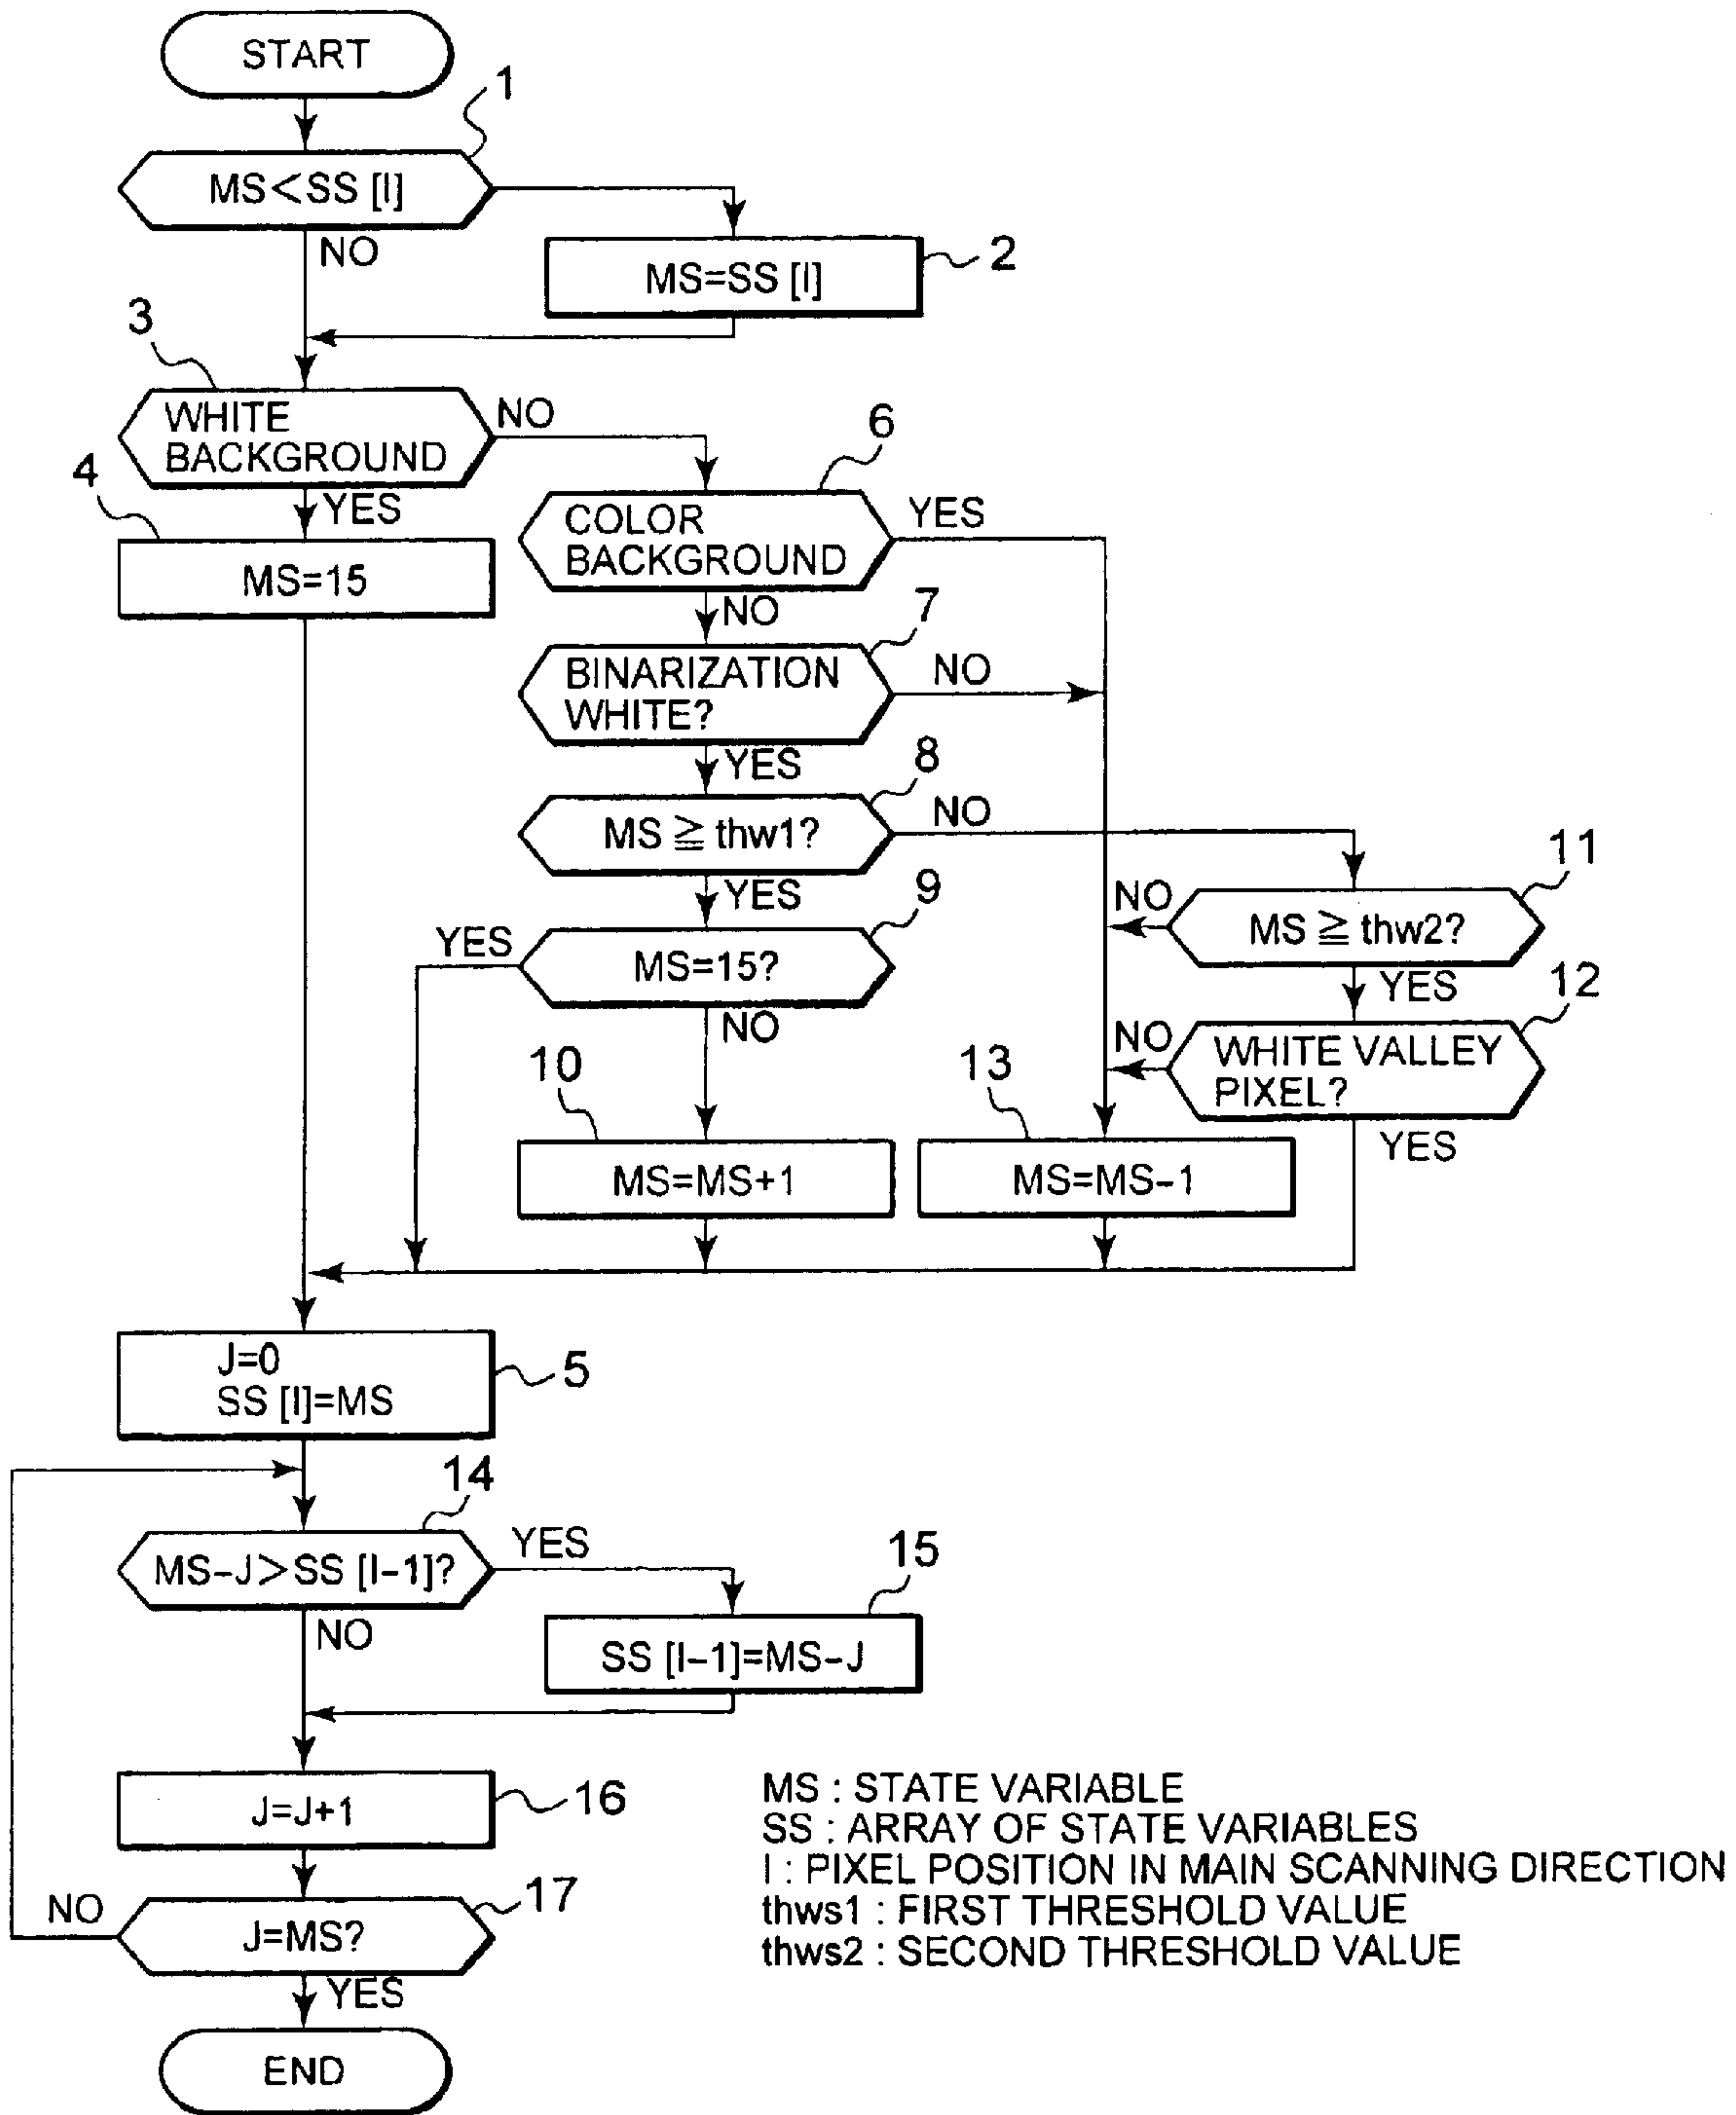 START
1
MS<SS [I]
NO
MS=SS [I]
2
3
WHITE
BACKGROUND
NO
YES
4
MS=15
6
COLOR
BACKGROUND
YES
NO
7
BINARIZATION
WHITE?
NO
YES
8
MS ≧ thw1?
NO
YES
9
MS=15?
YES
NO
11
MS ≧ thw2?
NO
YES
12
WHITE VALLEY
PIXEL?
NO
YES
10
MS=MS+1
13
MS=MS-1
J=0
SS [I]=MS
5
14
MS-J>SS [I-1]?
YES
NO
15
SS [I-1]=MS-J
J=J+1
16
17
J=MS?
NO
YES
END
MS : STATE VARIABLE
SS : ARRAY OF STATE VARIABLES
I : PIXEL POSITION IN MAIN SCANNING DIRECTION
thws1 : FIRST THRESHOLD VALUE
thws2 : SECOND THRESHOLD VALUE